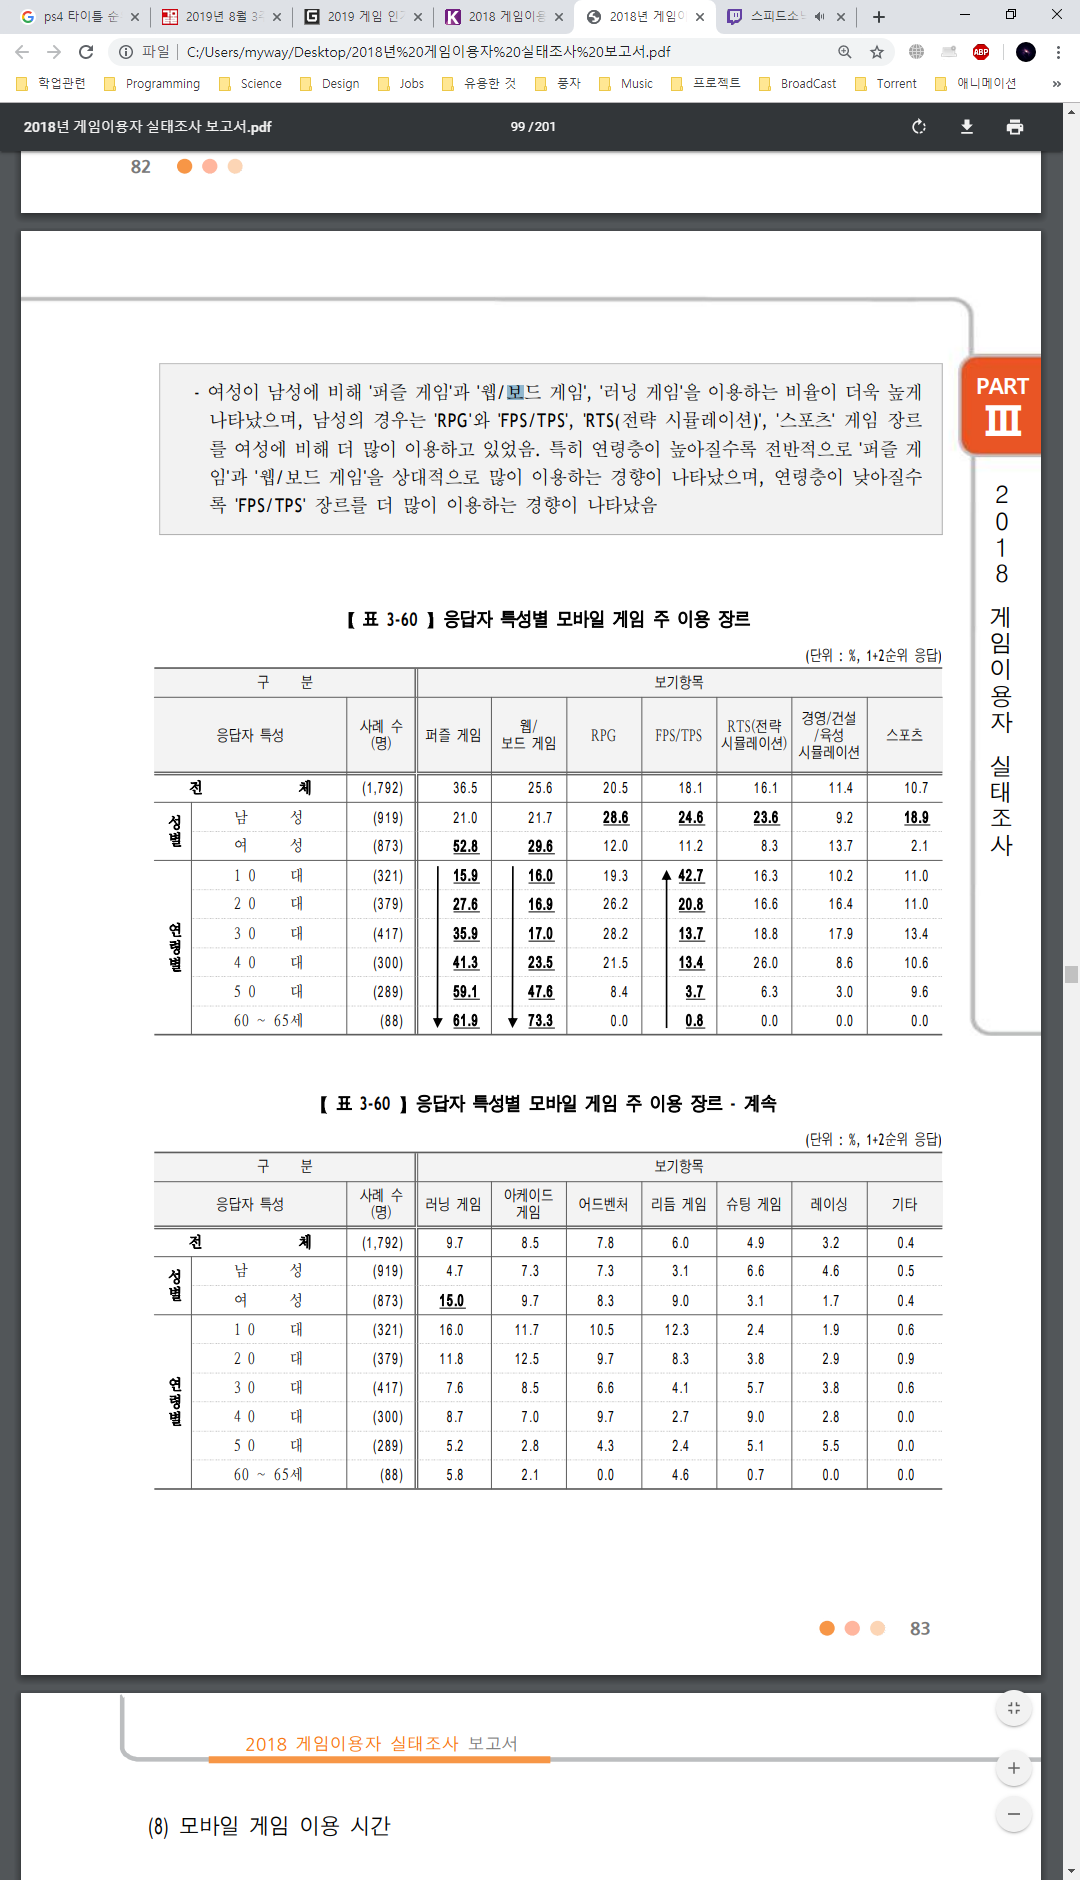 ps4 타이틀 순
2019년 8월 3
2019 게임 인
2018 게임이용
2018년 게임이
스피드소
파일 C:/Users/myway/Desktop/2018년%20게임이용자%20실태조사%20보고서.pdf
ABP
학업관련 Programming Science Design Jobs 유용한 것 풍자 Music 프로젝트 BroadCast Torrent 애니메이션 »
2018년 게임이용자 실태조사 보고서.pdf 99 / 201
82
- 여성이 남성에 비해 '퍼즐 게임'과 '웹/보드 게임', '러닝 게임'을 이용하는 비율이 더욱 높게
나타났으며, 남성의 경우는 'RPG'와 'FPS/TPS', 'RTS(전략 시뮬레이션)', '스포츠' 게임 장르
를 여성에 비해 더 많이 이용하고 있었음. 특히 연령층이 높아질수록 전반적으로 '퍼즐 게
임'과 '웹/보드 게임'을 상대적으로 많이 이용하는 경향이 나타났으며, 연령층이 낮아질수
록 'FPS/TPS' 장르를 더 많이 이용하는 경향이 나타났음
PART
III
2018 게임이용자 실태조사
【 표 3-60 】 응답자 특성별 모바일 게임 주 이용 장르
(단위 : %, 1+2순위 응답)
구 분 보기항목
응답자 특성 사례 수 (명) 퍼즐 게임 웹/ 보드 게임 RPG FPS/TPS RTS(전략 시뮬레이션) 경영/건설 /육성 시뮬레이션 스포츠
전 체 (1,792) 36.5 25.6 20.5 18.1 16.1 11.4 10.7
성별
남 성 (919) 21.0 21.7 28.6 24.6 23.6 9.2 18.9
여 성 (873) 52.8 29.6 12.0 11.2 8.3 13.7 2.1
연령별
10 대 (321) 15.9 16.0 19.3 42.7 16.3 10.2 11.0
20 대 (379) 27.6 16.9 26.2 20.8 16.6 16.4 11.0
30 대 (417) 35.9 17.0 28.2 13.7 18.8 17.9 13.4
40 대 (300) 41.3 23.5 21.5 13.4 26.0 8.6 10.6
50 대 (289) 59.1 47.6 8.4 3.7 6.3 3.0 9.6
60 ~ 65세 (88) 61.9 73.3 0.0 0.8 0.0 0.0 0.0
【 표 3-60 】 응답자 특성별 모바일 게임 주 이용 장르 - 계속
(단위 : %, 1+2순위 응답)
구 분 보기항목
응답자 특성 사례 수 (명) 러닝 게임 아케이드 게임 어드벤처 리듬 게임 슈팅 게임 레이싱 기타
전 체 (1,792) 9.7 8.5 7.8 6.0 4.9 3.2 0.4
성별
남 성 (919) 4.7 7.3 7.3 3.1 6.6 4.6 0.5
여 성 (873) 15.0 9.7 8.3 9.0 3.1 1.7 0.4
연령별
10 대 (321) 16.0 11.7 10.5 12.3 2.4 1.9 0.6
20 대 (379) 11.8 12.5 9.7 8.3 3.8 2.9 0.9
30 대 (417) 7.6 8.5 6.6 4.1 5.7 3.8 0.6
40 대 (300) 8.7 7.0 9.7 2.7 9.0 2.8 0.0
50 대 (289) 5.2 2.8 4.3 2.4 5.1 5.5 0.0
60 ~ 65세 (88) 5.8 2.1 0.0 4.6 0.7 0.0 0.0
83
2018 게임이용자 실태조사 보고서
(8) 모바일 게임 이용 시간